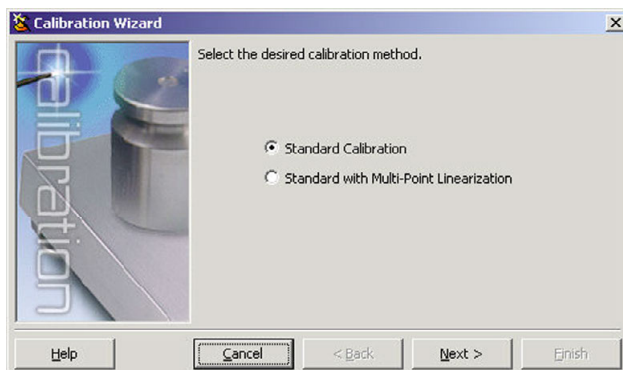 Calibration Wizard
Select the desired calibration method.
calibration
Standard Calibration
Standard with Multi-Point Linearization
Help
Cancel
< Back
Next >
Finish